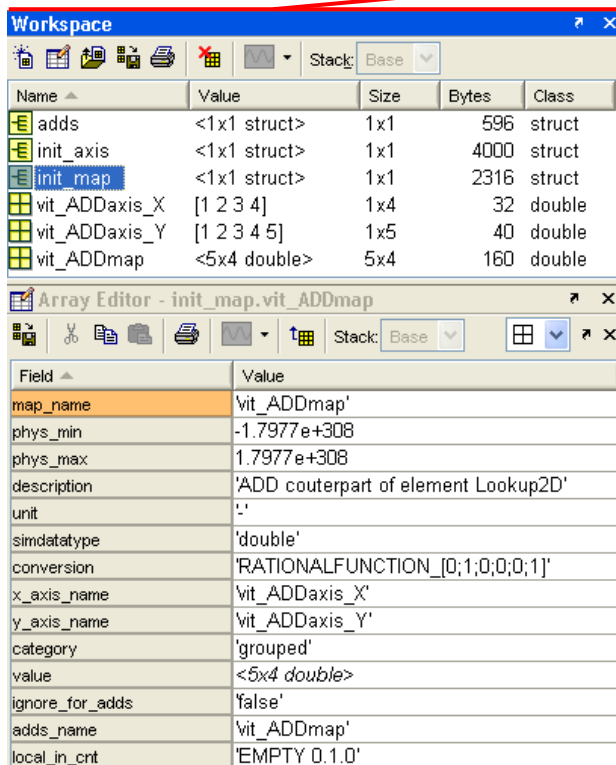 Workspace
Stack: Base
Name Value Size Bytes Class
adds <1x1 struct> 1x1 596 struct
init_axis <1x1 struct> 1x1 4000 struct
init_map <1x1 struct> 1x1 2316 struct
vit_ADDaxis_X [1 2 3 4] 1x4 32 double
vit_ADDaxis_Y [1 2 3 4 5] 1x5 40 double
vit_ADDmap <5x4 double> 5x4 160 double
Array Editor - init_map.vit_ADDmap
Stack: Base
Field Value
map_name 'vit_ADDmap'
phys_min -1.7977e+308
phys_max 1.7977e+308
description 'ADD couterpart of element Lookup2D'
unit '-'
simdatatype 'double'
conversion 'RATIONALFUNCTION_[0;1;0;0;0;1]'
x_axis_name 'vit_ADDaxis_X'
y_axis_name 'vit_ADDaxis_Y'
category 'grouped'
value <5x4 double>
ignore_for_adds 'false'
adds_name 'vit_ADDmap'
local_in_cnt 'EMPTY 0.1.0'